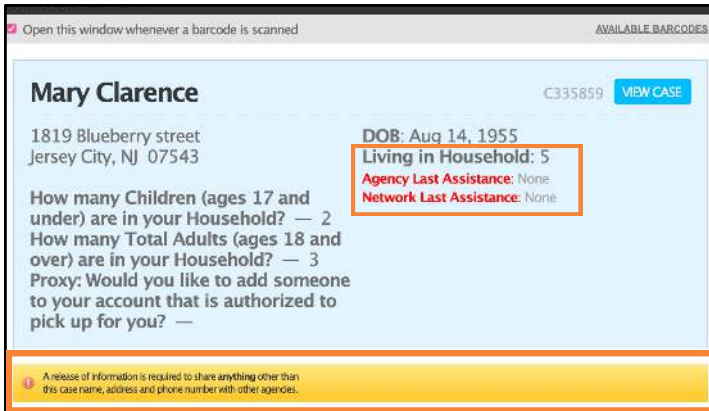 Open this window whenever a barcode is scanned
AVAILABLE BARCODES
Mary Clarence
C335859
VIEW CASE
1819 Blueberry street
Jersey City, NJ 07543
How many Children (ages 17 and
under) are in your Household? — 2
How many Total Adults (ages 18 and
over) are in your Household? — 3
Proxy: Would you like to add someone
to your account that is authorized to
pick up for you? —
DOB: Aug 14, 1955
Living in Household: 5
Agency Last Assistance: None
Network Last Assistance: None
A release of information is required to share anything other than
this case name, address and phone number with other agencies.